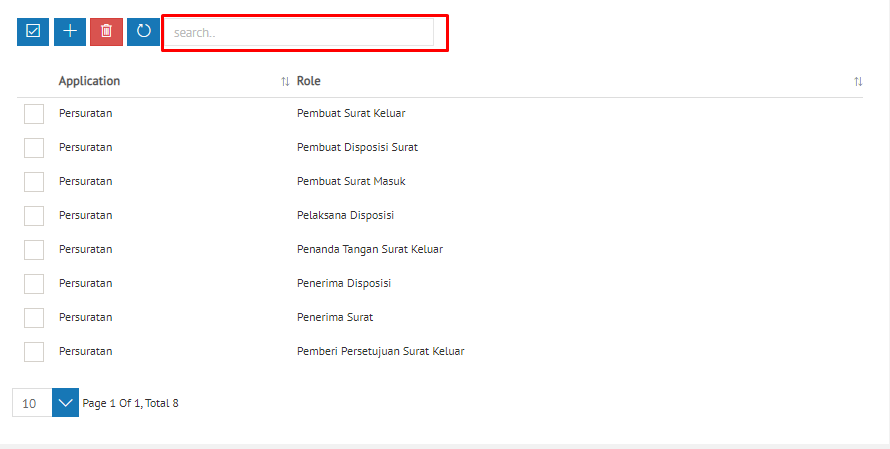 search..
Application Role
Persuratan Pembuat Surat Keluar
Persuratan Pembuat Disposisi Surat
Persuratan Pembuat Surat Masuk
Persuratan Pelaksana Disposisi
Persuratan Penanda Tangan Surat Keluar
Persuratan Penerima Disposisi
Persuratan Penerima Surat
Persuratan Pemberi Persetujuan Surat Keluar
10 Page 1 Of 1, Total 8